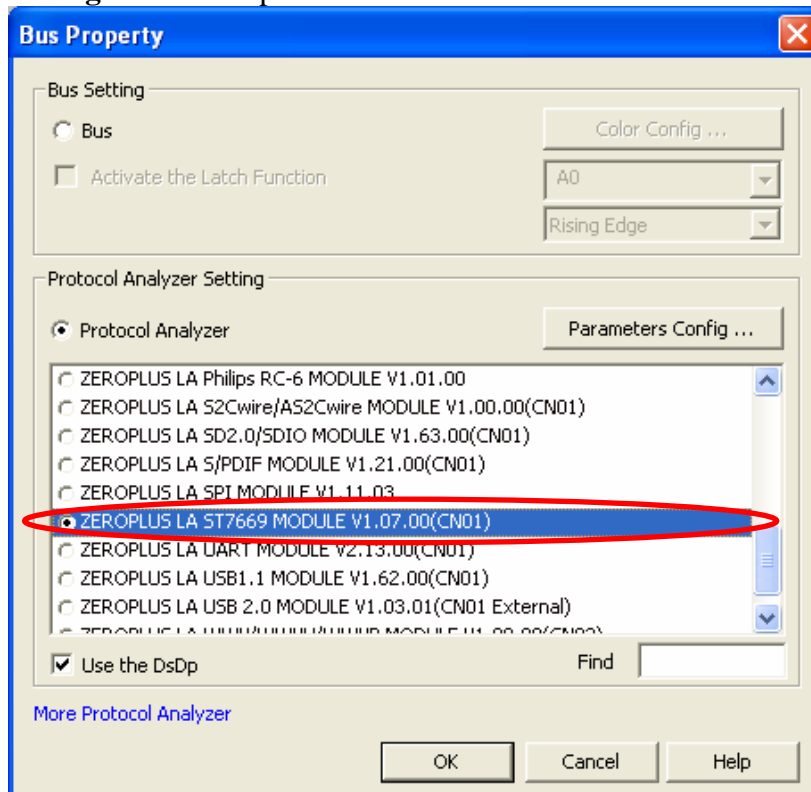 Bus Property
Bus Setting
Bus
Color Config ...
Activate the Latch Function
A0
Rising Edge
Protocol Analyzer Setting
Protocol Analyzer
Parameters Config ...
ZEROPLUS LA Philips RC-6 MODULE V1.01.00
ZEROPLUS LA S2Cwire/AS2Cwire MODULE V1.00.00(CN01)
ZEROPLUS LA SD2.0/SDIO MODULE V1.63.00(CN01)
ZEROPLUS LA S/PDIF MODULE V1.21.00(CN01)
ZEROPLUS LA SPI MODULE V1.11.03
ZEROPLUS LA ST7669 MODULE V1.07.00(CN01)
ZEROPLUS LA UART MODULE V2.13.00(CN01)
ZEROPLUS LA USB1.1 MODULE V1.62.00(CN01)
ZEROPLUS LA USB 2.0 MODULE V1.03.01(CN01 External)
ZEROPLUS LA
Use the DsDp
Find
More Protocol Analyzer
OK
Cancel
Help